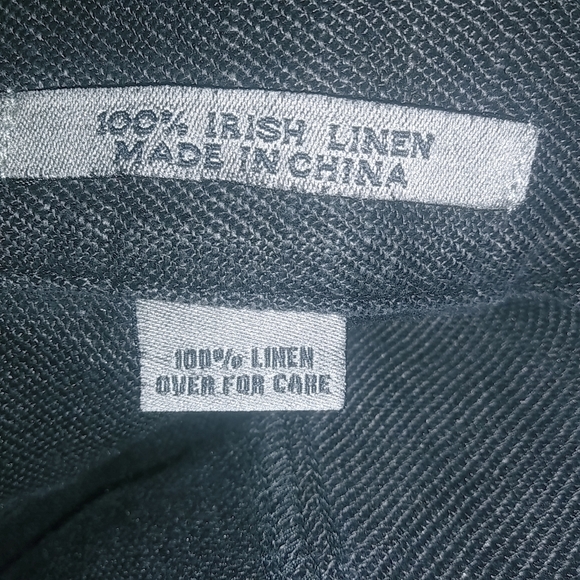 100% IRISH LINEN
MADE IN CHINA
100% LINEN
OVER FOR CARE